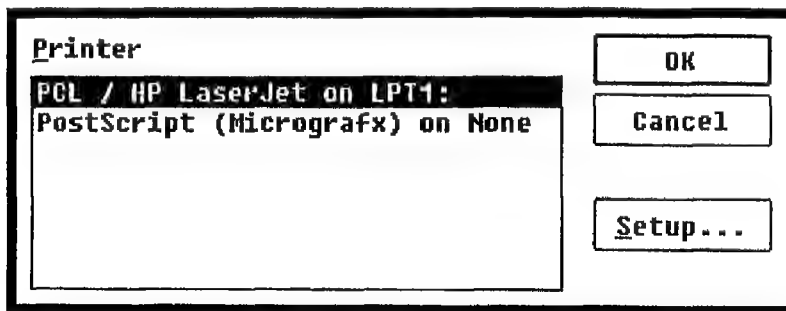 Printer
PCL / HP LaserJet on LPT1:
PostScript (Micrografx) on None
OK
Cancel
Setup...